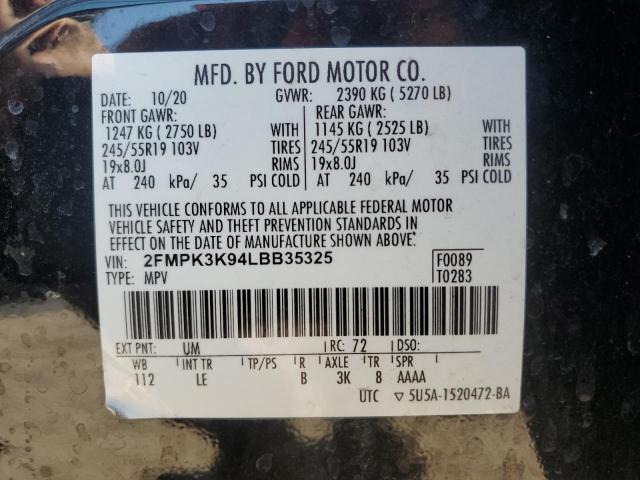 MFD. BY FORD MOTOR CO.
DATE: 10/20 GVWR: 2390 KG ( 5270 LB)
FRONT GAWR: REAR GAWR:
1247 KG ( 2750 LB) WITH 1145 KG ( 2525 LB) WITH
245/55R19 103V TIRES 245/55R19 103V TIRES
19x8.0J RIMS 19x8.0J RIMS
AT 240 kPa/ 35 PSI COLD AT 240 kPa/ 35 PSI COLD
THIS VEHICLE CONFORMS TO ALL APPLICABLE FEDERAL MOTOR
VEHICLE SAFETY AND THEFT PREVENTION STANDARDS IN
EFFECT ON THE DATE OF MANUFACTURE SHOWN ABOVE.
VIN: 2FMPK3K94LBB35325 F0089
TYPE: MPV T0283
EXT PNT: UM RC: 72 DSO:
WB INT TR TP/PS R AXLE TR SPR
112 LE B 3K 8 AAAA
UTC ▽ 5U5A-1520472-BA